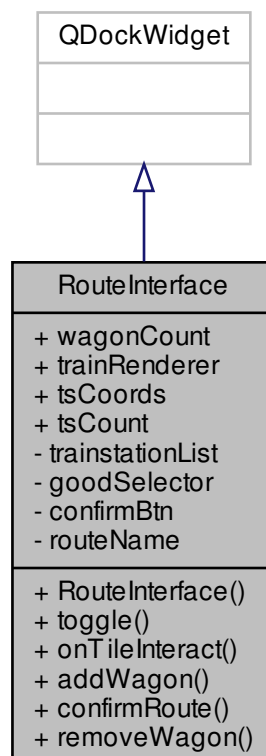 QDockWidget
RouteInterface
+ wagonCount
+ trainRenderer
+ tsCoords
+ tsCount
- trainstationList
- goodSelector
- confirmBtn
- routeName
+ RouteInterface()
+ toggle()
+ onTileInteract()
+ addWagon()
+ confirmRoute()
+ removeWagon()